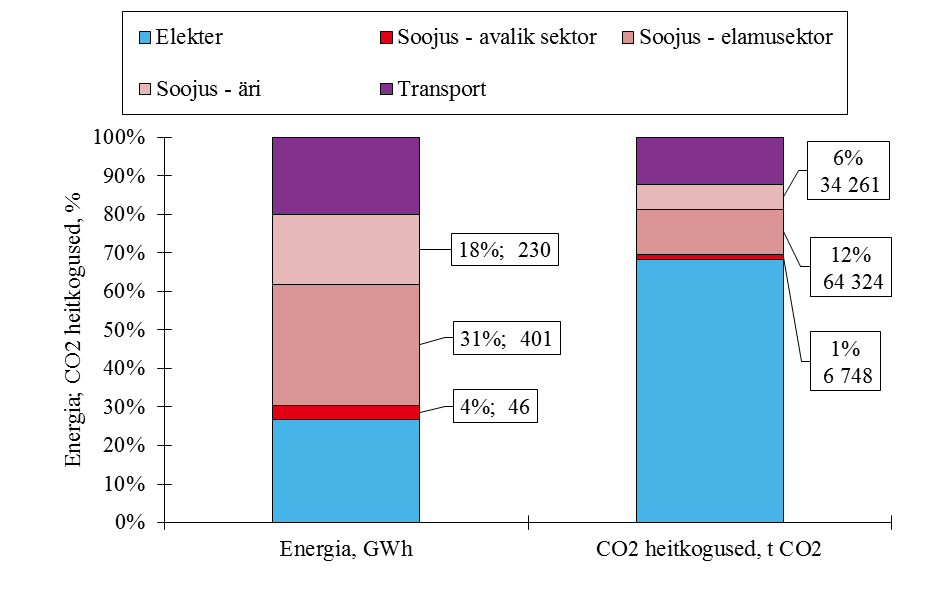 Elekter
Soojus - avalik sektor
Soojus - elamusektor
Soojus - äri
Transport
Energia; CO2 heitkogused, %
100%
90%
80%
70%
60%
50%
40%
30%
20%
10%
0%
18%; 230
31%; 401
4%; 46
6%
34 261
12%
64 324
1%
6 748
Energia, GWh
CO2 heitkogused, t CO2